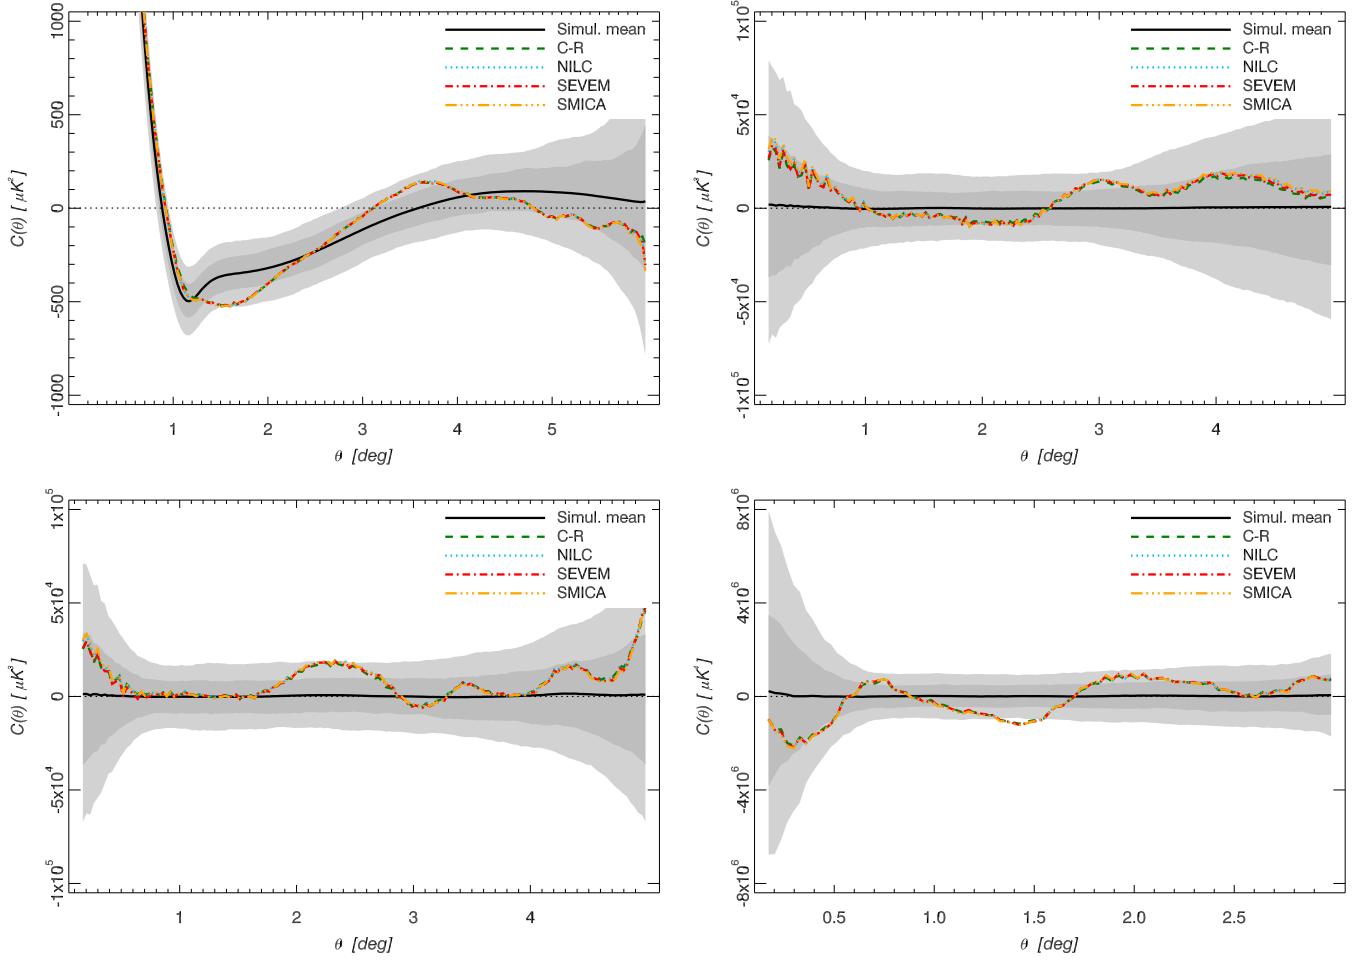 Simul. mean
C-R
NILC
SEVEM
SMICA
C(θ) [ μK² ]
1000
500
0
-500
-1000
1 2 3 4 5
θ [deg]
Simul. mean
C-R
NILC
SEVEM
SMICA
C(θ) [ μK³ ]
1x10⁵
5x10⁴
0
-5x10⁴
-1x10⁵
1 2 3 4
θ [deg]
Simul. mean
C-R
NILC
SEVEM
SMICA
C(θ) [ μK³ ]
1x10⁵
5x10⁴
0
-5x10⁴
-1x10⁵
1 2 3 4
θ [deg]
Simul. mean
C-R
NILC
SEVEM
SMICA
C(θ) [ μK⁴ ]
8x10⁶
4x10⁶
0
-4x10⁶
-8x10⁶
0.5 1.0 1.5 2.0 2.5
θ [deg]